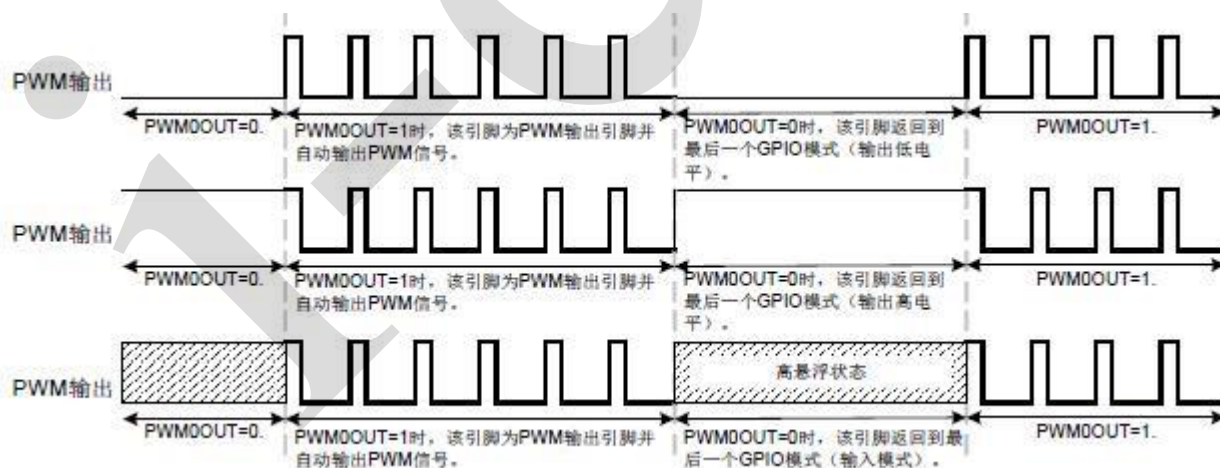 PWM输出
PWM0OUT=0.
PWM0OUT=1时，该引脚为PWM输出引脚并
自动输出PWM信号。
PWM0OUT=0时，该引脚返回到
最后一个GPIO模式（输出低电
平）。
PWM0OUT=1.
PWM输出
PWM0OUT=0.
PWM0OUT=1时，该引脚为PWM输出引脚并
自动输出PWM信号。
PWM0OUT=0时，该引脚返回到
最后一个GPIO模式（输出高电
平）。
PWM0OUT=1.
PWM输出
高悬浮状态
PWM0OUT=0.
PWM0OUT=1时，该引脚为PWM输出引脚并
自动输出PWM信号。
PWM0OUT=0时，该引脚返回到最
后一个GPIO模式（输入模式）。
PWM0OUT=1.